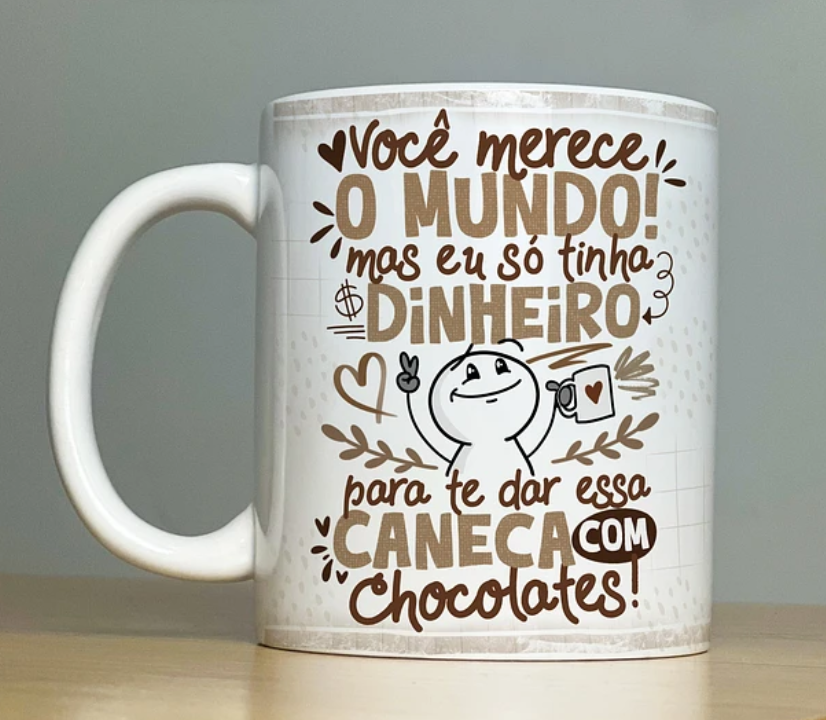 Você merece
O MUNDO!
mas eu só tinha
$ DiNHEiRO
para te dar essa
CANECA COM
chocolates!